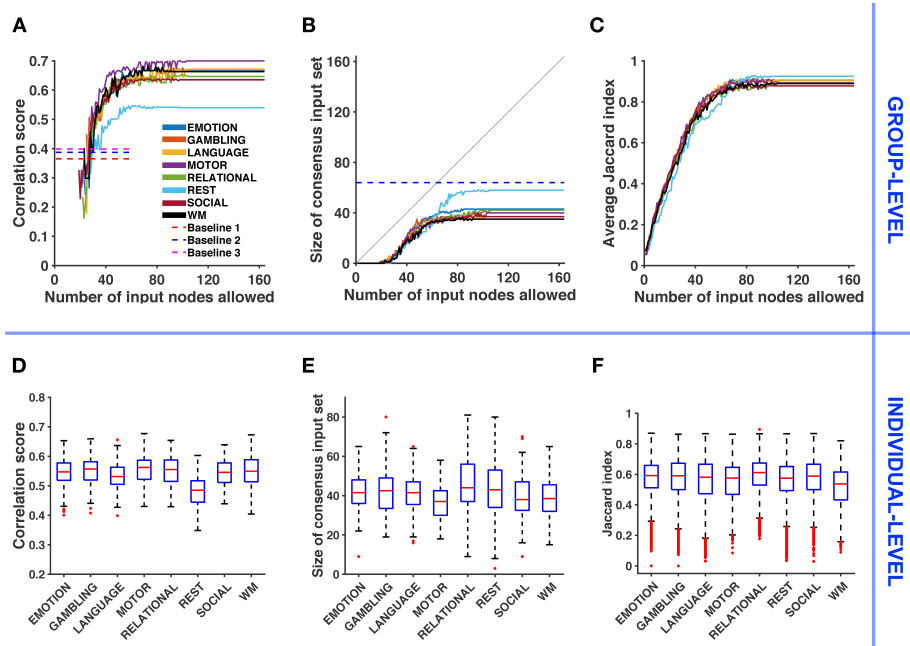 A
B
C
Correlation score
0.7
0.6
0.5
0.4
0.3
0.2
0.1
0
0
40
80
120
160
Number of input nodes allowed
EMOTION
GAMBLING
LANGUAGE
MOTOR
RELATIONAL
REST
SOCIAL
WM
Baseline 1
Baseline 2
Baseline 3
Size of consensus input set
160
120
80
40
0
0
40
80
120
160
Number of input nodes allowed
Average Jaccard index
1
0.8
0.6
0.4
0.2
0
0
40
80
120
160
Number of input nodes allowed
GROUP-LEVEL
D
E
F
Correlation score
0.8
0.7
0.6
0.5
0.4
0.3
0.2
EMOTION
GAMBLING
LANGUAGE
MOTOR
RELATIONAL
REST
SOCIAL
WM
Size of consensus input set
80
60
40
20
0
EMOTION
GAMBLING
LANGUAGE
MOTOR
RELATIONAL
REST
SOCIAL
WM
Jaccard index
1
0.8
0.6
0.4
0.2
0
EMOTION
GAMBLING
LANGUAGE
MOTOR
RELATIONAL
REST
SOCIAL
WM
INDIVIDUAL-LEVEL